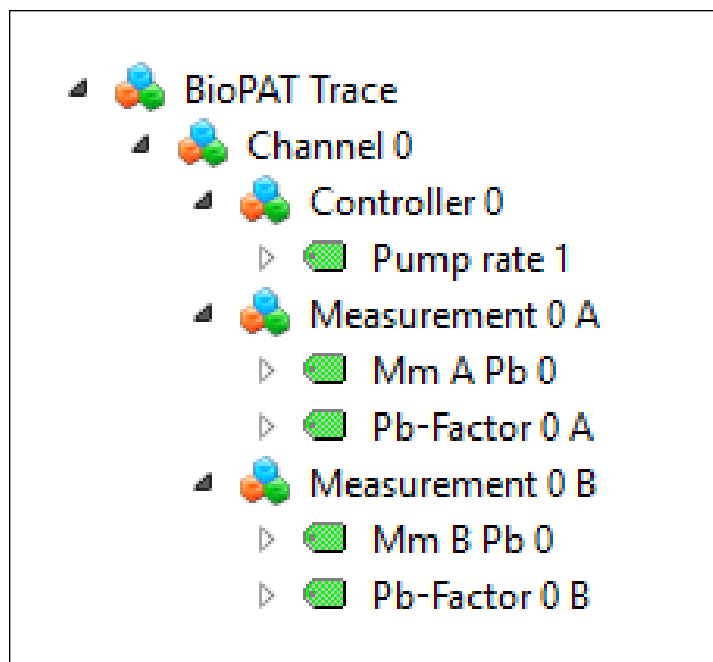 BioPAT Trace
Channel 0
Controller 0
Pump rate 1
Measurement 0 A
Mm A Pb 0
Pb-Factor 0 A
Measurement 0 B
Mm B Pb 0
Pb-Factor 0 B